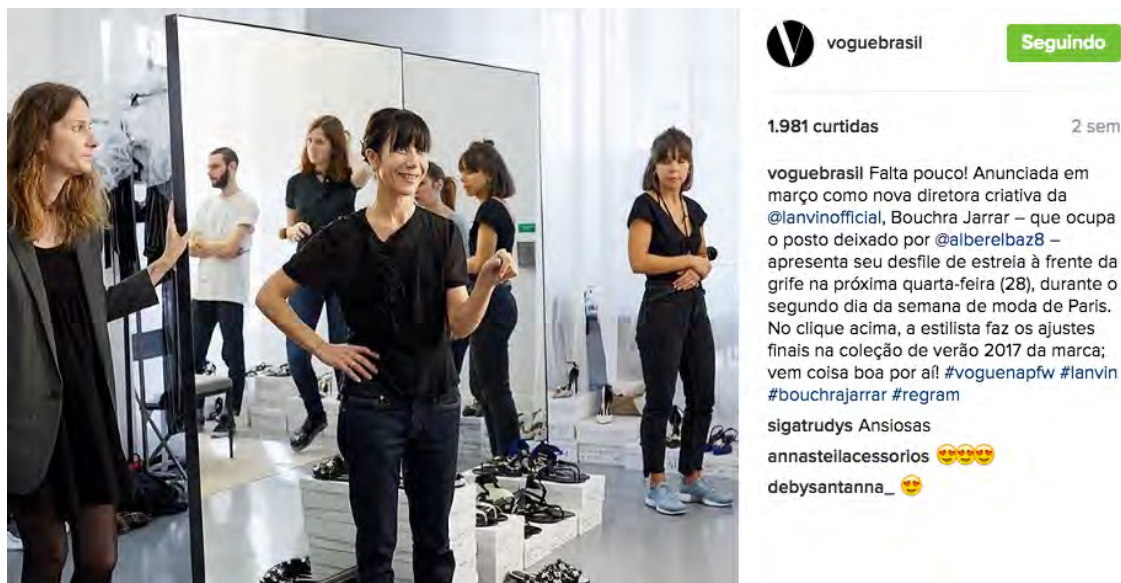 voguebrasil
Seguindo
1.981 curtidas
2 sem
voguebrasil Falta pouco! Anunciada em
março como nova diretora criativa da
@lanvinofficial, Bouchra Jarrar – que ocupa
o posto deixado por @alberelbaz8 –
apresenta seu desfile de estreia à frente da
grife na próxima quarta-feira (28), durante o
segundo dia da semana de moda de Paris.
No clique acima, a estilista faz os ajustes
finais na coleção de verão 2017 da marca;
vem coisa boa por aí! #voguenapfw #lanvin
#bouchrajarrar #regram
sigatrudys Ansiosas
annasteilacessorios 😍😍😍
debysantanna_ 😍